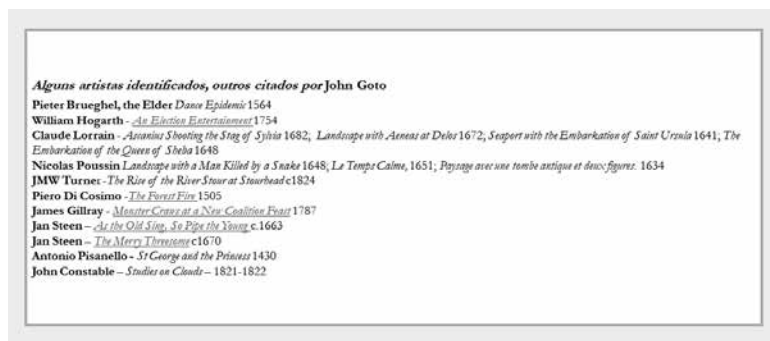 Alguns artistas identificados, outros citados por John Goto
Pieter Brueghel, the Elder Dance Epidemic 1564
William Hogarth - An Election Entertainment 1754
Claude Lorrain - Ascanius Shooting the Stag of Sylvia 1682; Landscape with Aeneas at Delos 1672; Seaport with the Embarkation of Saint Ursula 1641; The
Embarkation of the Queen of Sheba 1648
Nicolas Poussin Landscape with a Man Killed by a Snake 1648; Le Temps Calme, 1651; Paysage avec une tombe antique et deux figures. 1634
JMW Turner - The Rise of the River Stour at Stourhead c1824
Piero Di Cosimo - The Forest Fire 1505
James Gillray - Monster Craws at a New Coalition Feast 1787
Jan Steen – As the Old Sing, So Pipe the Young c.1663
Jan Steen – The Merry Threesome c1670
Antonio Pisanello - St George and the Princess 1430
John Constable – Studies on Clouds – 1821-1822